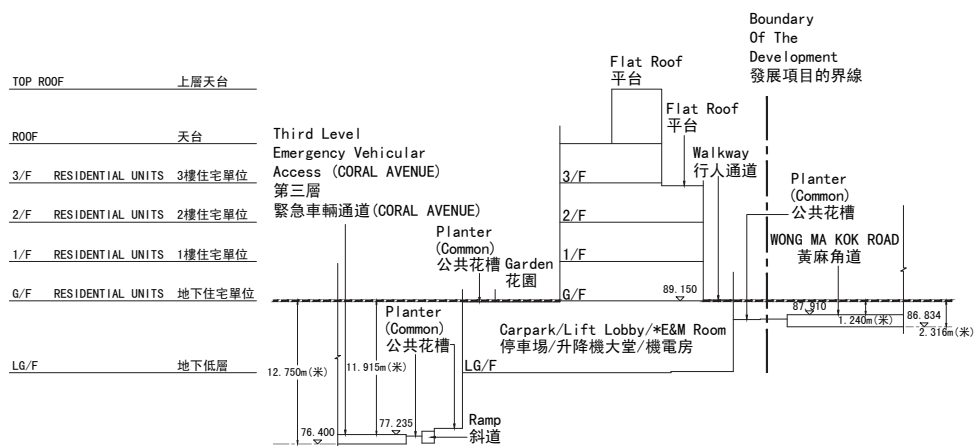 TOP ROOF 上層天台
ROOF 天台
3/F RESIDENTIAL UNITS 3樓住宅單位
2/F RESIDENTIAL UNITS 2樓住宅單位
1/F RESIDENTIAL UNITS 1樓住宅單位
G/F RESIDENTIAL UNITS 地下住宅單位
LG/F 地下低層
Third Level
Emergency Vehicular
Access (CORAL AVENUE)
第三層
緊急車輛通道(CORAL AVENUE)
Planter
(Common)
公共花槽
Garden
花園
Planter
(Common)
公共花槽
12.750m(米)
11.915m(米)
76.400
77.235
Ramp
斜道
Flat Roof
平台
Flat Roof
平台
3/F
2/F
1/F
G/F
89.150
Carpark/Lift Lobby/*E&M Room
停車場/升降機大堂/機電房
LG/F
Walkway
行人通道
Boundary
Of The
Development
發展項目的界線
Planter
(Common)
公共花槽
WONG MA KOK ROAD
黃麻角道
87.910
1.240m(米)
86.834
2.316m(米)